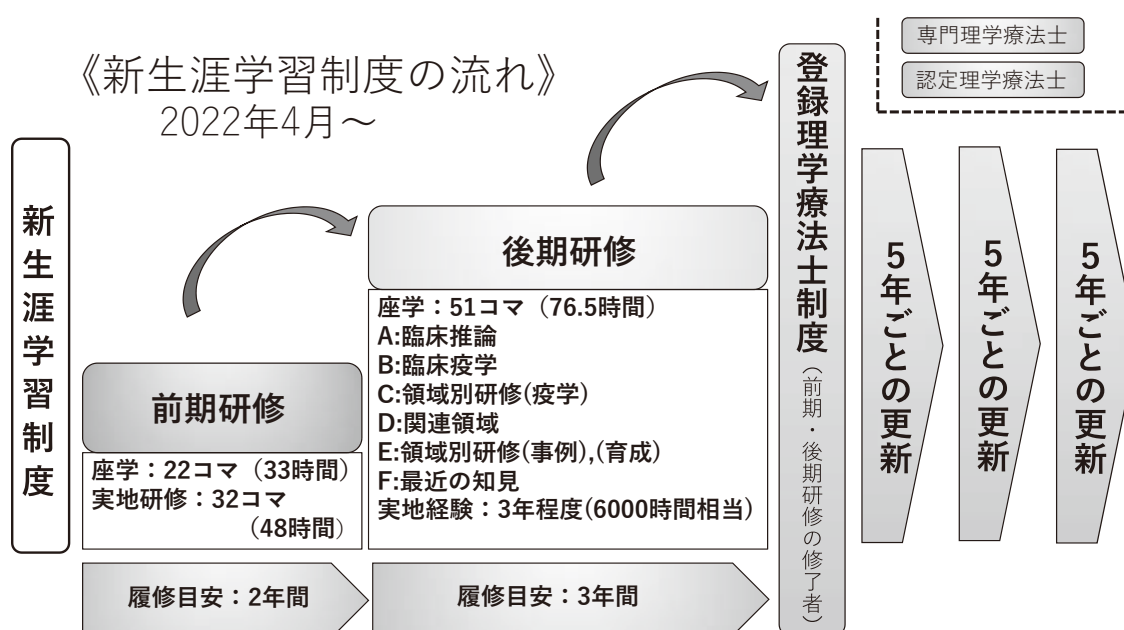 《新生涯学習制度の流れ》
2022年4月～
新生涯学習制度
前期研修
座学：22コマ（33時間）
実地研修：32コマ
（48時間）
履修目安：2年間
後期研修
座学：51コマ（76.5時間）
A:臨床推論
B:臨床疫学
C:領域別研修(疫学)
D:関連領域
E:領域別研修(事例),(育成)
F:最近の知見
実地経験：3年程度(6000時間相当)
履修目安：3年間
登録理学療法士制度（前期・後期研修の修了者）
専門理学療法士
認定理学療法士
5年ごとの更新
5年ごとの更新
5年ごとの更新